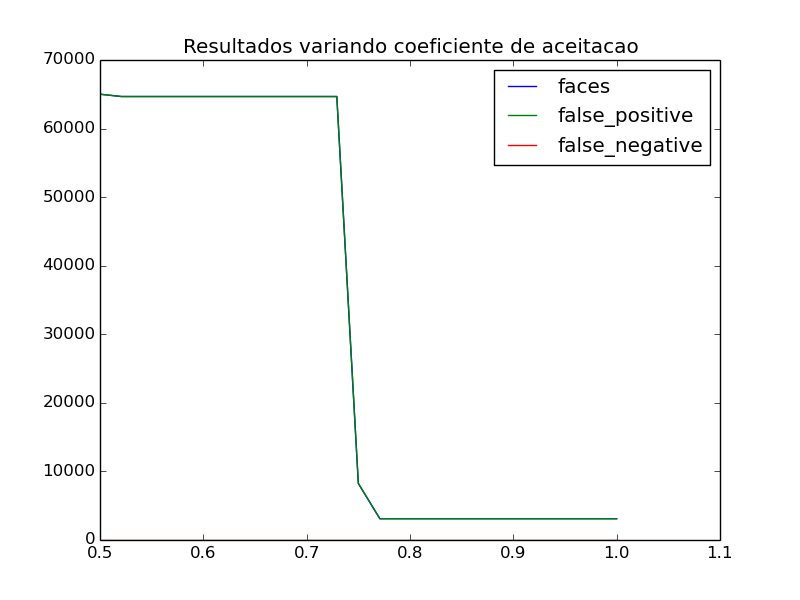 Resultados variando coeficiente de aceitacao
70000
60000
50000
40000
30000
20000
10000
0
faces
false_positive
false_negative
0.5 0.6 0.7 0.8 0.9 1.0 1.1